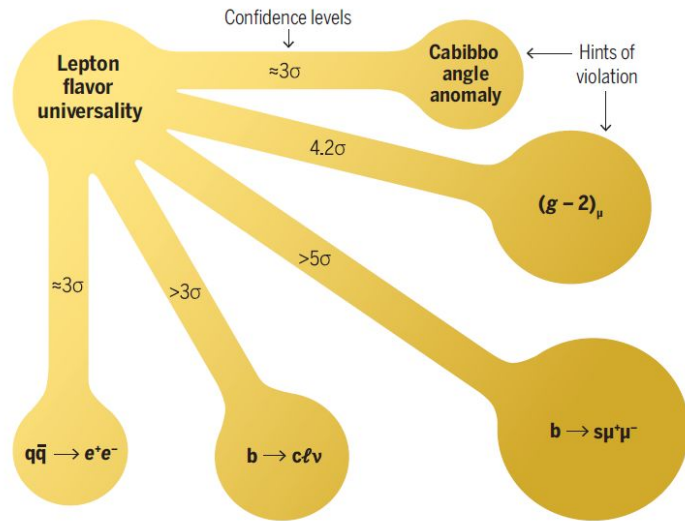 Confidence levels
Lepton
flavor
universality
≈3σ
Cabibbo
angle
anomaly
Hints of
violation
4.2σ
(g – 2)μ
>5σ
≈3σ
>3σ
b → sμ⁺μ⁻
qq̄ → e⁺e⁻
b → cℓν